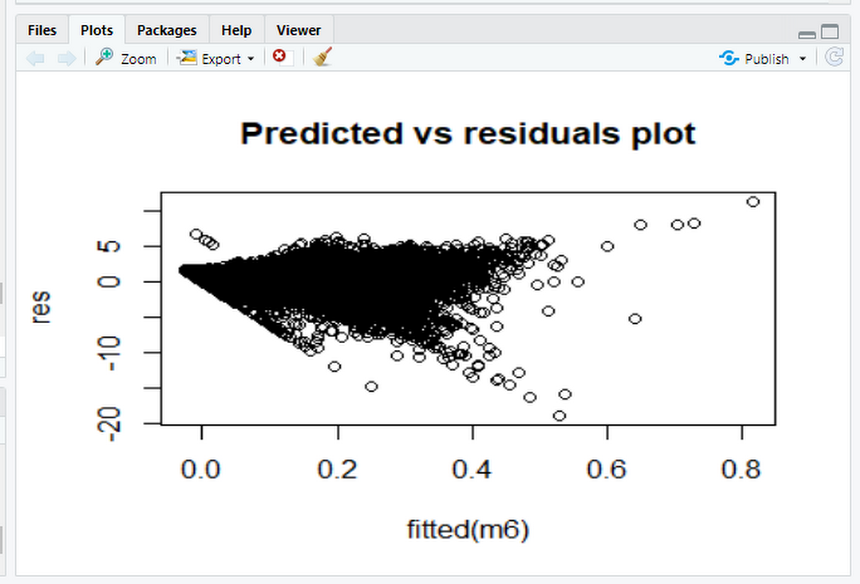 Files Plots Packages Help Viewer
Zoom Export Publish
Predicted vs residuals plot
res
5
0
-10
-20
0.0 0.2 0.4 0.6 0.8
fitted(m6)